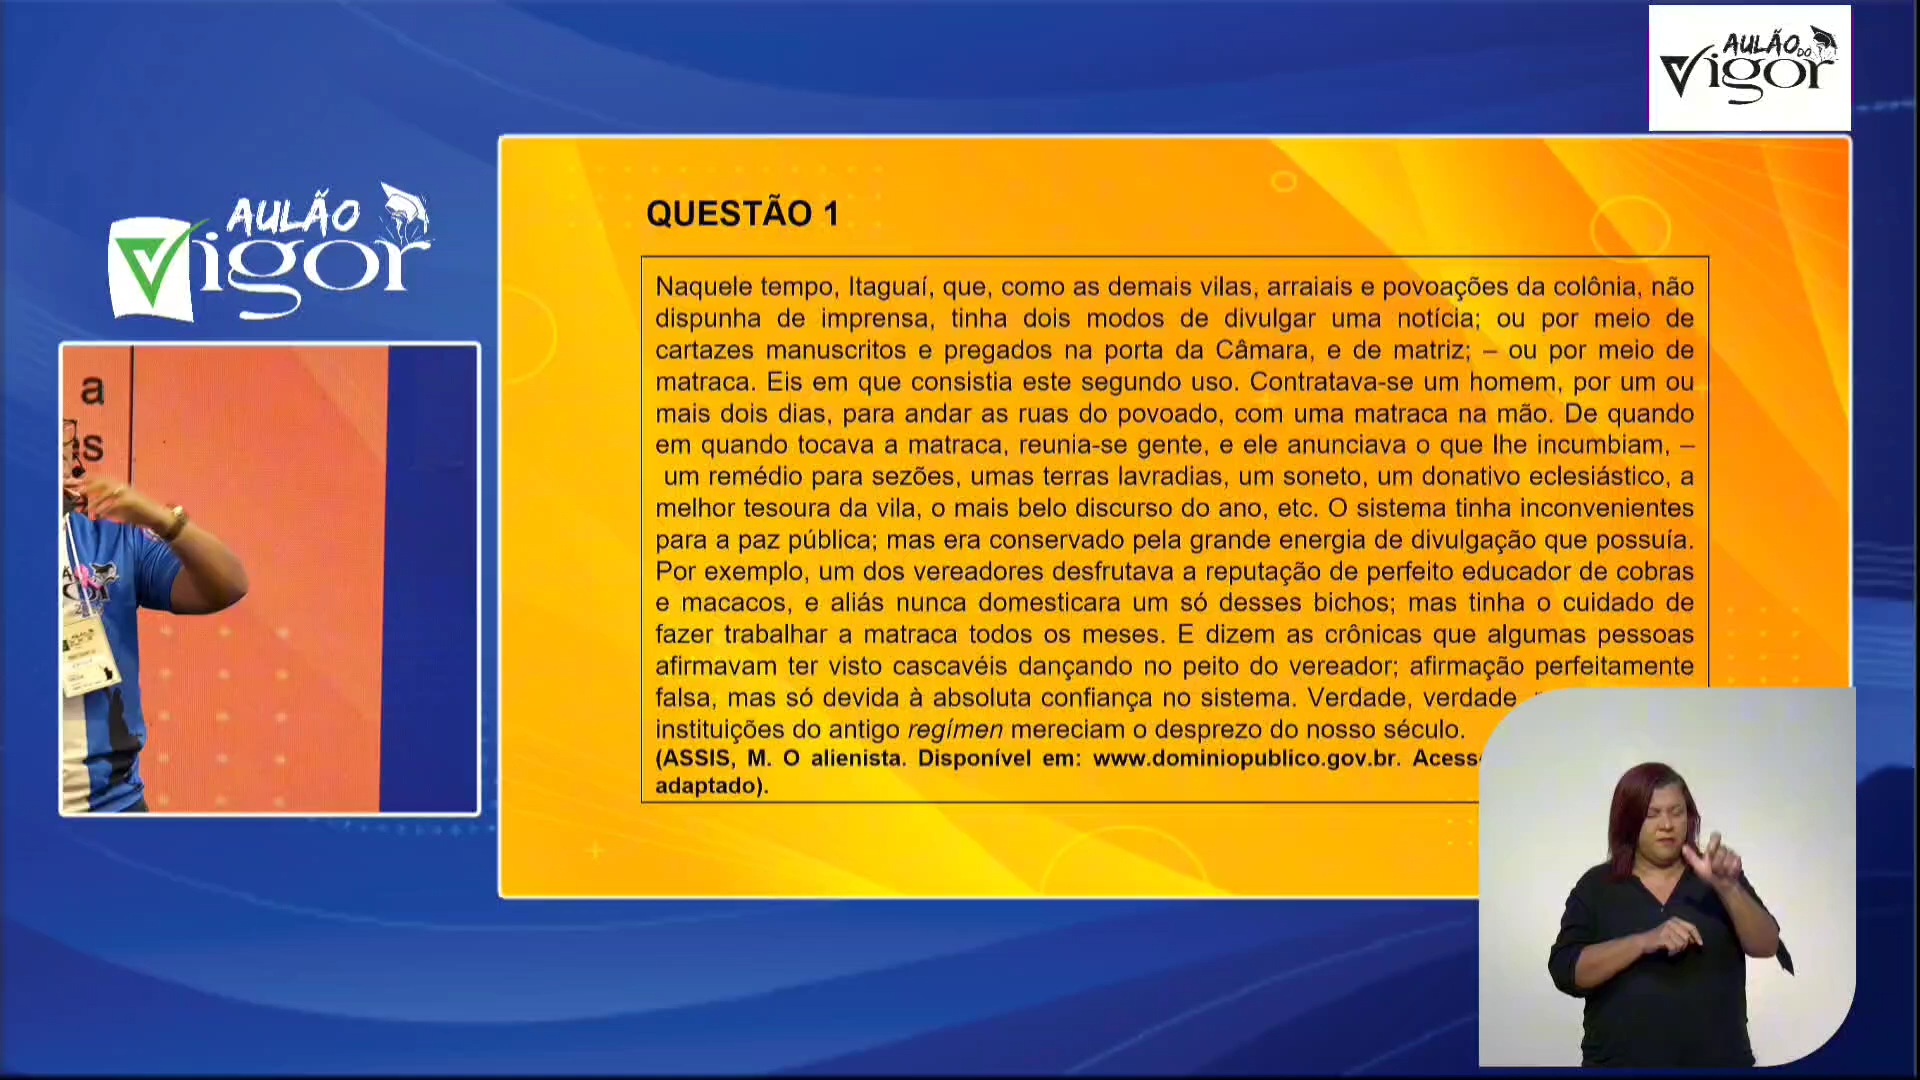 AULÃO DO
Vigor
AULÃO
Vigor
a
s
QUESTÃO 1
Naquele tempo, Itaguaí, que, como as demais vilas, arraiais e povoações da colônia, não
dispunha de imprensa, tinha dois modos de divulgar uma notícia; ou por meio de
cartazes manuscritos e pregados na porta da Câmara, e de matriz; – ou por meio de
matraca. Eis em que consistia este segundo uso. Contratava-se um homem, por um ou
mais dois dias, para andar as ruas do povoado, com uma matraca na mão. De quando
em quando tocava a matraca, reunia-se gente, e ele anunciava o que lhe incumbiam, –
um remédio para sezões, umas terras lavradias, um soneto, um donativo eclesiástico, a
melhor tesoura da vila, o mais belo discurso do ano, etc. O sistema tinha inconvenientes
para a paz pública; mas era conservado pela grande energia de divulgação que possuía.
Por exemplo, um dos vereadores desfrutava a reputação de perfeito educador de cobras
e macacos, e aliás nunca domesticara um só desses bichos; mas tinha o cuidado de
fazer trabalhar a matraca todos os meses. E dizem as crônicas que algumas pessoas
afirmavam ter visto cascavéis dançando no peito do vereador; afirmação perfeitamente
falsa, mas só devida à absoluta confiança no sistema. Verdade, verdade,
instituições do antigo regímen mereciam o desprezo do nosso século.
(ASSIS, M. O alienista. Disponível em: www.dominiopublico.gov.br.
adaptado).